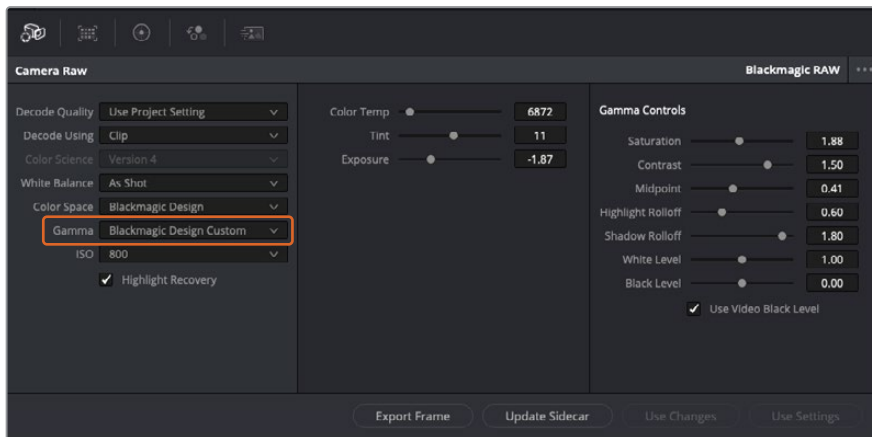 Camera Raw
Blackmagic RAW
Decode Quality Use Project Setting
Decode Using Clip
Color Science Version 4
White Balance As Shot
Color Space Blackmagic Design
Gamma Blackmagic Design Custom
ISO 800
Highlight Recovery
Color Temp 6872
Tint 11
Exposure -1.87
Gamma Controls
Saturation 1.88
Contrast 1.50
Midpoint 0.41
Highlight Rolloff 0.60
Shadow Rolloff 1.80
White Level 1.00
Black Level 0.00
Use Video Black Level
Export Frame
Update Sidecar
Use Changes
Use Settings